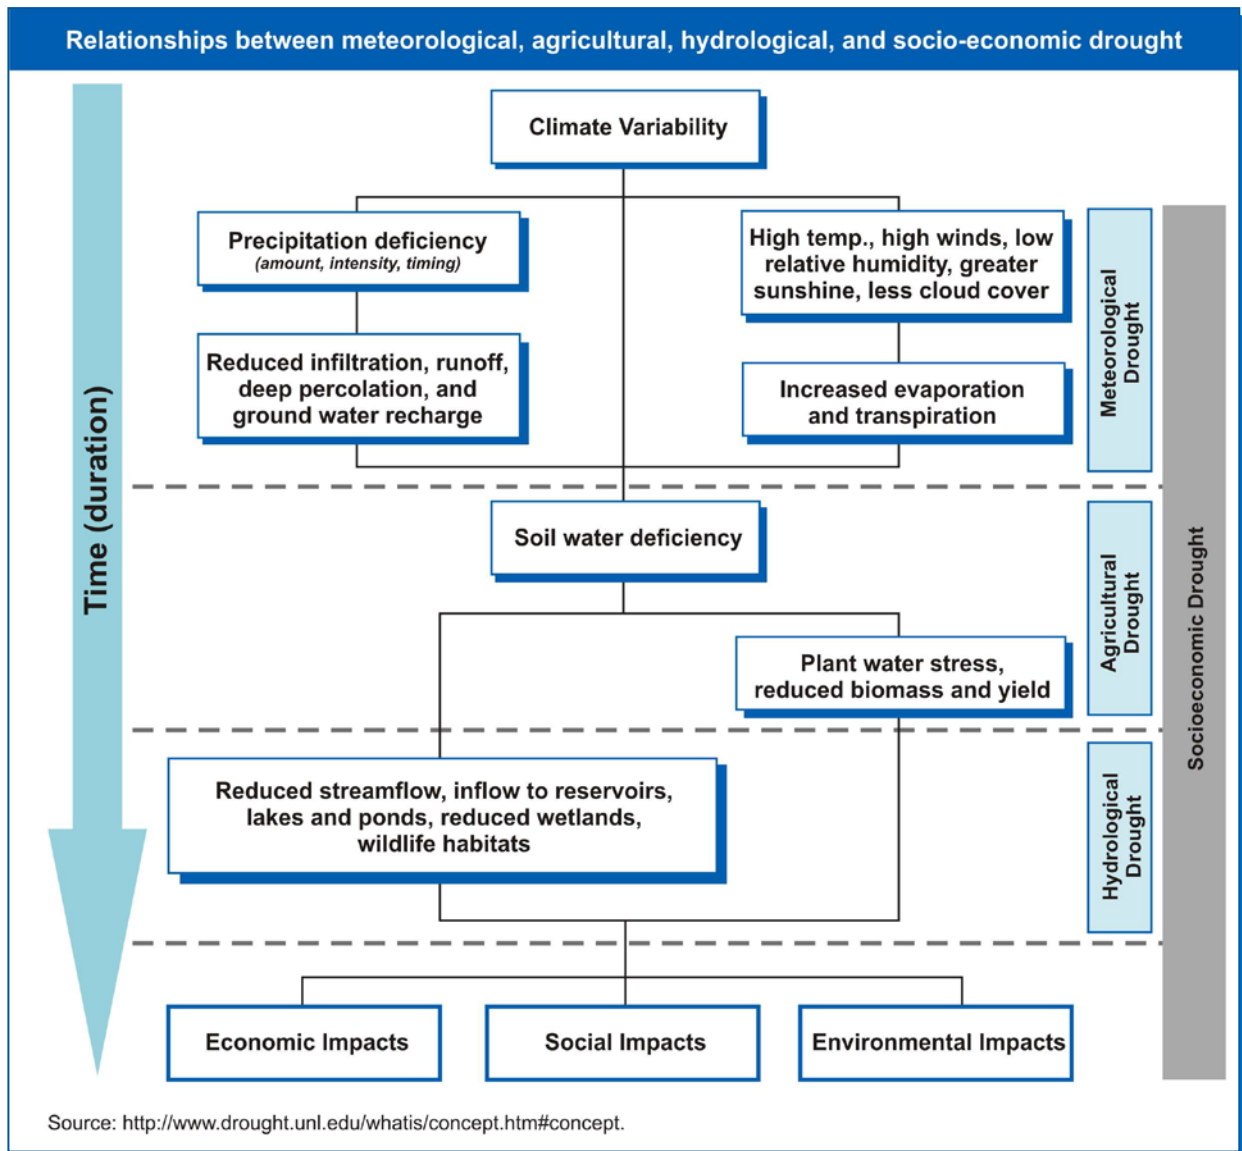 Relationships between meteorological, agricultural, hydrological, and socio-economic drought
Climate Variability
Precipitation deficiency
(amount, intensity, timing)
High temp., high winds, low
relative humidity, greater
sunshine, less cloud cover
Reduced infiltration, runoff,
deep percolation, and
ground water recharge
Increased evaporation
and transpiration
Meteorological
Drought
Time (duration)
Soil water deficiency
Plant water stress,
reduced biomass and yield
Agricultural
Drought
Socioeconomic Drought
Reduced streamflow, inflow to reservoirs,
lakes and ponds, reduced wetlands,
wildlife habitats
Hydrological
Drought
Economic Impacts
Social Impacts
Environmental Impacts
Source: http://www.drought.unl.edu/whatis/concept.htm#concept.